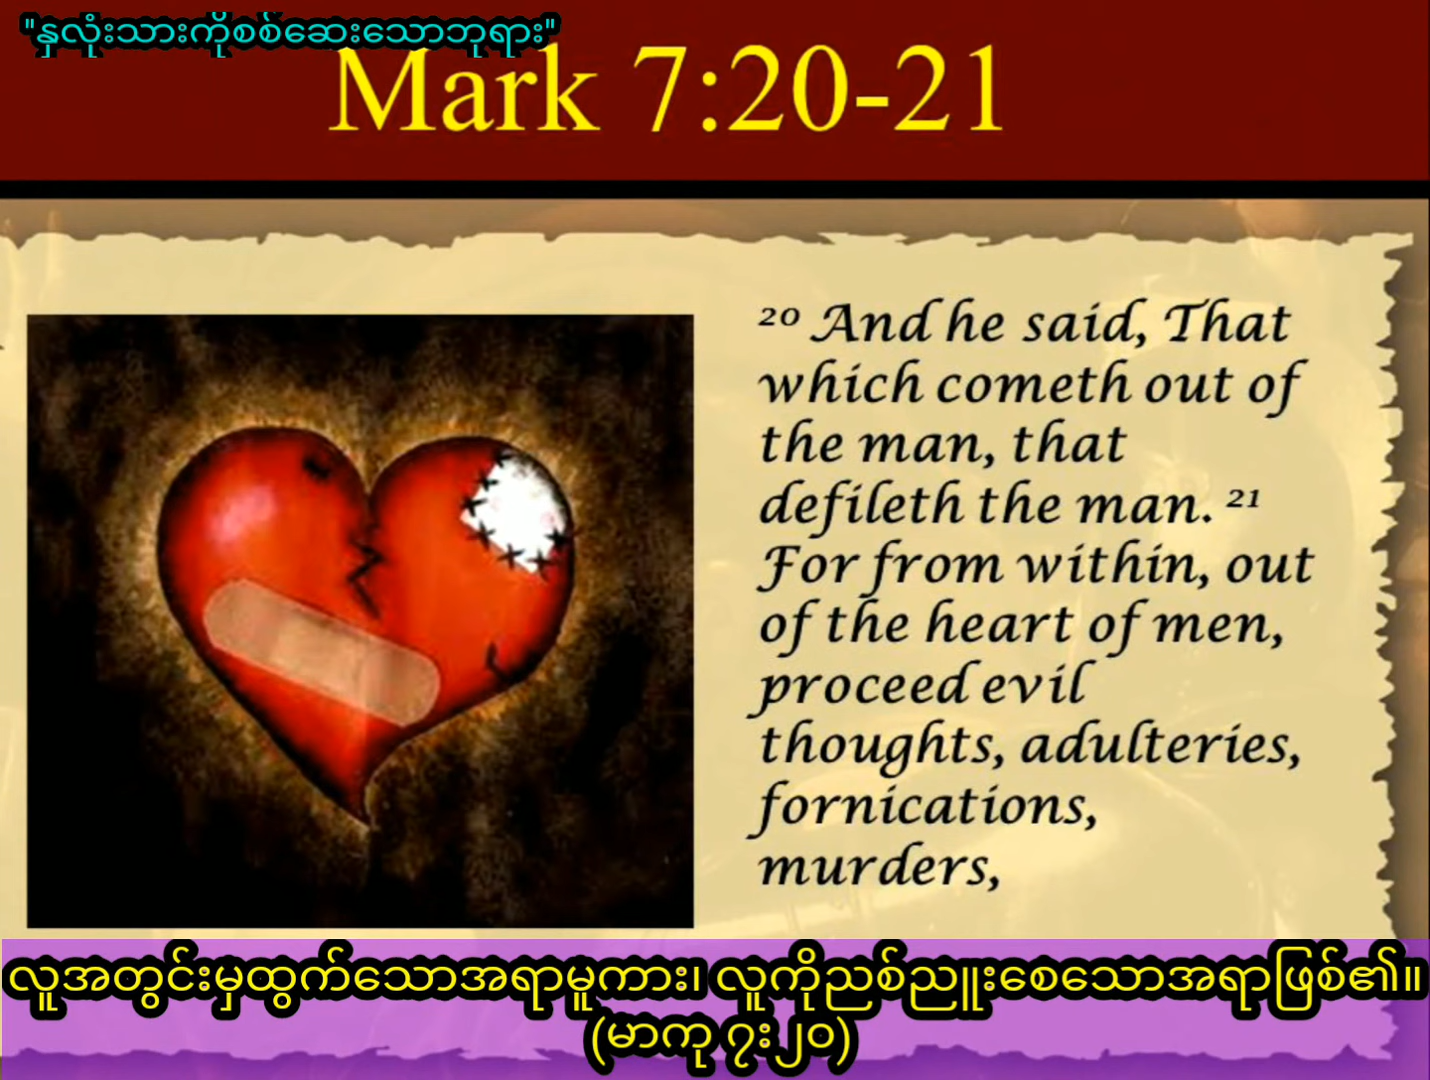 "နှလုံးသားကိုစစ်ဆေးသောဘုရား"
Mark 7:20-21
20 And he said, That
which cometh out of
the man, that
defileth the man. 21
For from within, out
of the heart of men,
proceed evil
thoughts, adulteries,
fornications,
murders,
လူအတွင်းမှထွက်သောအရာမူကား၊ လူကိုညစ်ညူးစေသောအရာဖြစ်၏။
(မာကု ၇း၂၀)